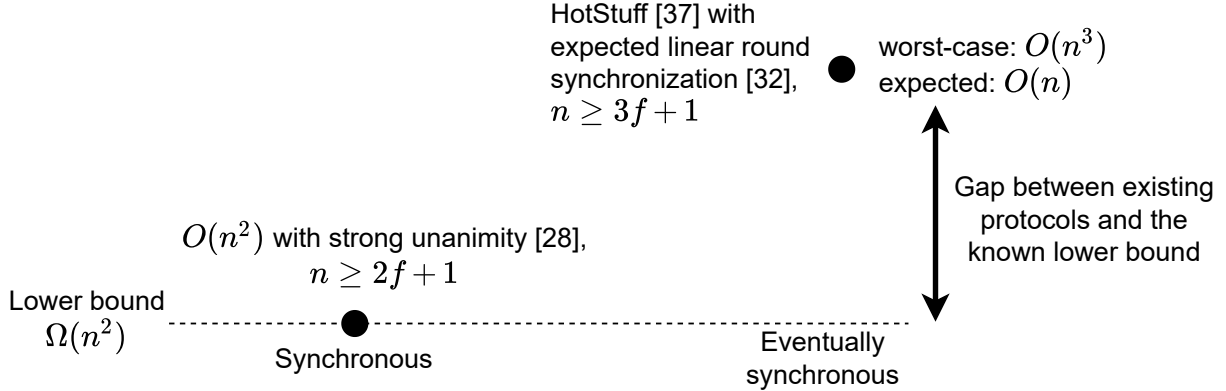 HotStuff [37] with
expected linear round
synchronization [32],
n ≥ 3f + 1
worst-case: O(n³)
expected: O(n)
Gap between existing
protocols and the
known lower bound
O(n²) with strong unanimity [28],
n ≥ 2f + 1
Lower bound
Ω(n²)
Synchronous
Eventually
synchronous